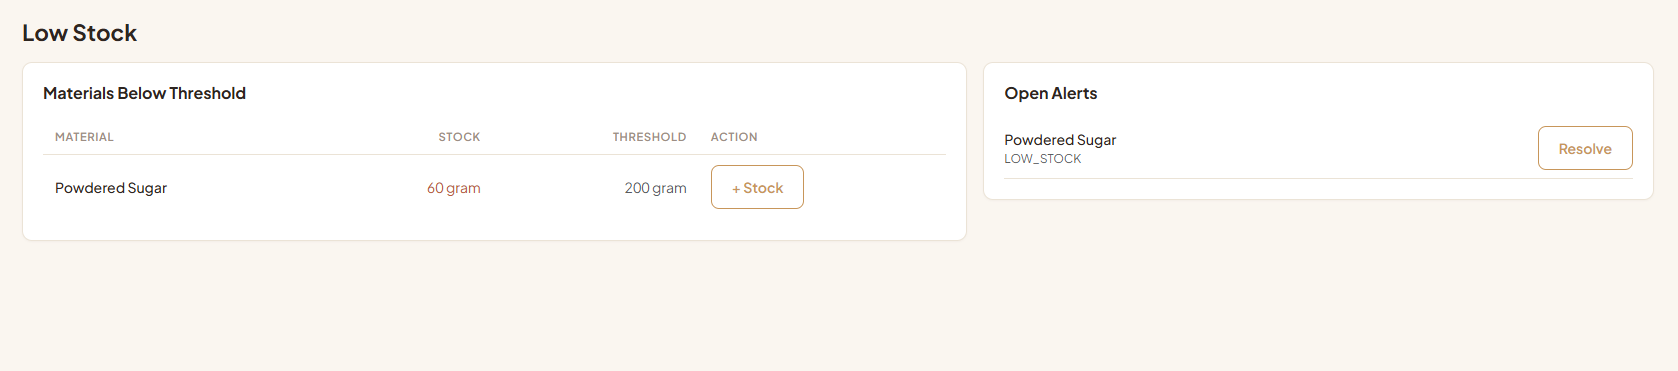 Low Stock
Materials Below Threshold
MATERIAL STOCK THRESHOLD ACTION
Powdered Sugar 60 gram 200 gram + Stock
Open Alerts
Powdered Sugar
LOW_STOCK
Resolve